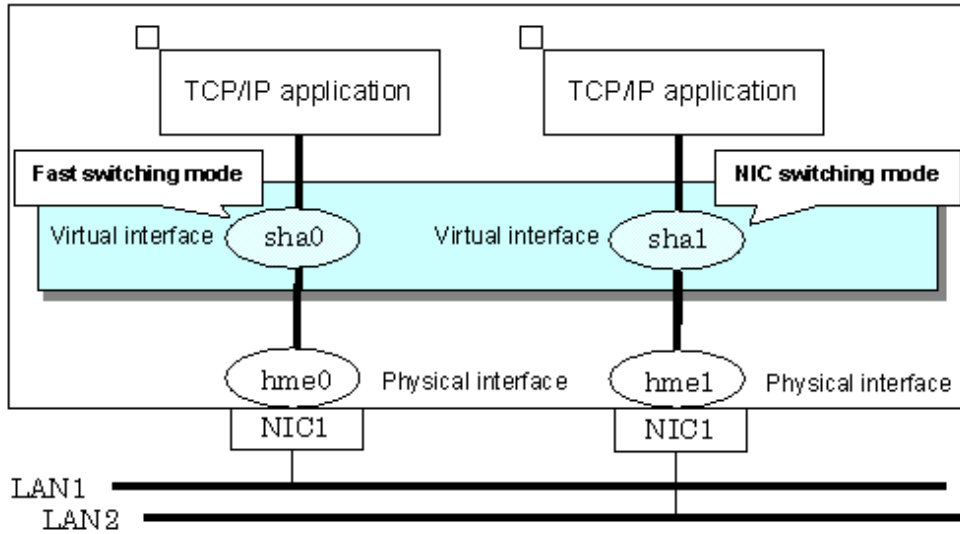 TCP/IP application
TCP/IP application
Fast switching mode
NIC switching mode
Virtual interface
sha0
Virtual interface
sha1
hme0
Physical interface
hme1
Physical interface
NIC1
NIC1
LAN1
LAN2